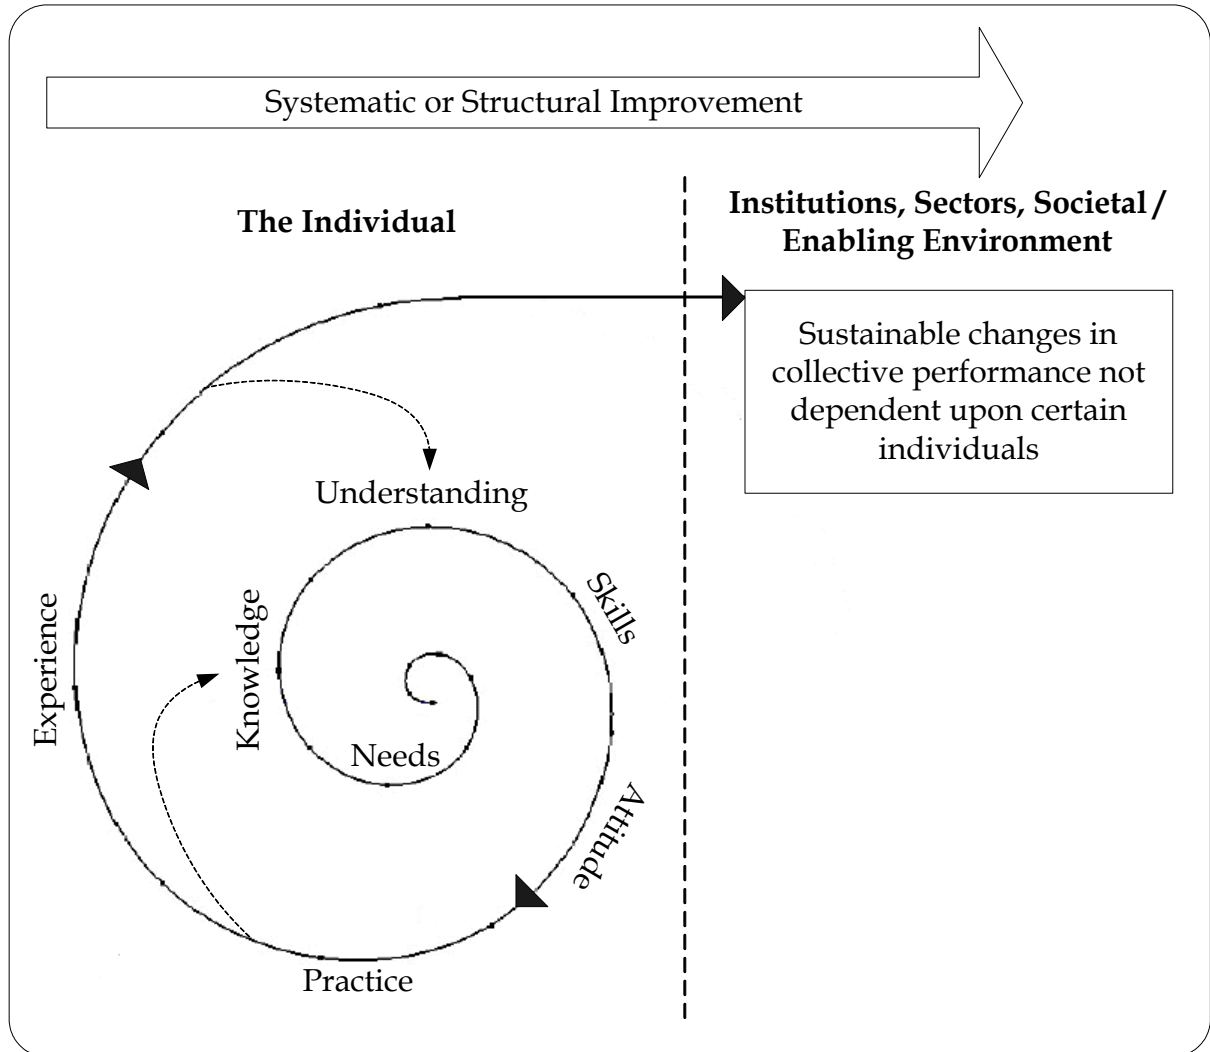 Systematic or Structural Improvement
The Individual
Institutions, Sectors, Societal/
Enabling Environment
Sustainable changes in
collective performance not
dependent upon certain
individuals
Understanding
Skills
Knowledge
Experience
Needs
Attitude
Practice